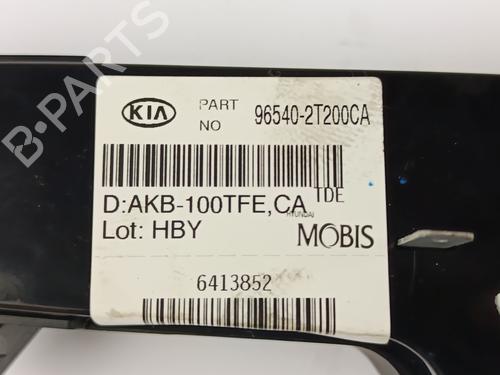 KIA PART NO 96540-2T200CA
D:AKB-100TFE,CA TDE
Lot: HBY HYUNDAI MOBIS
6413852
B-Parts